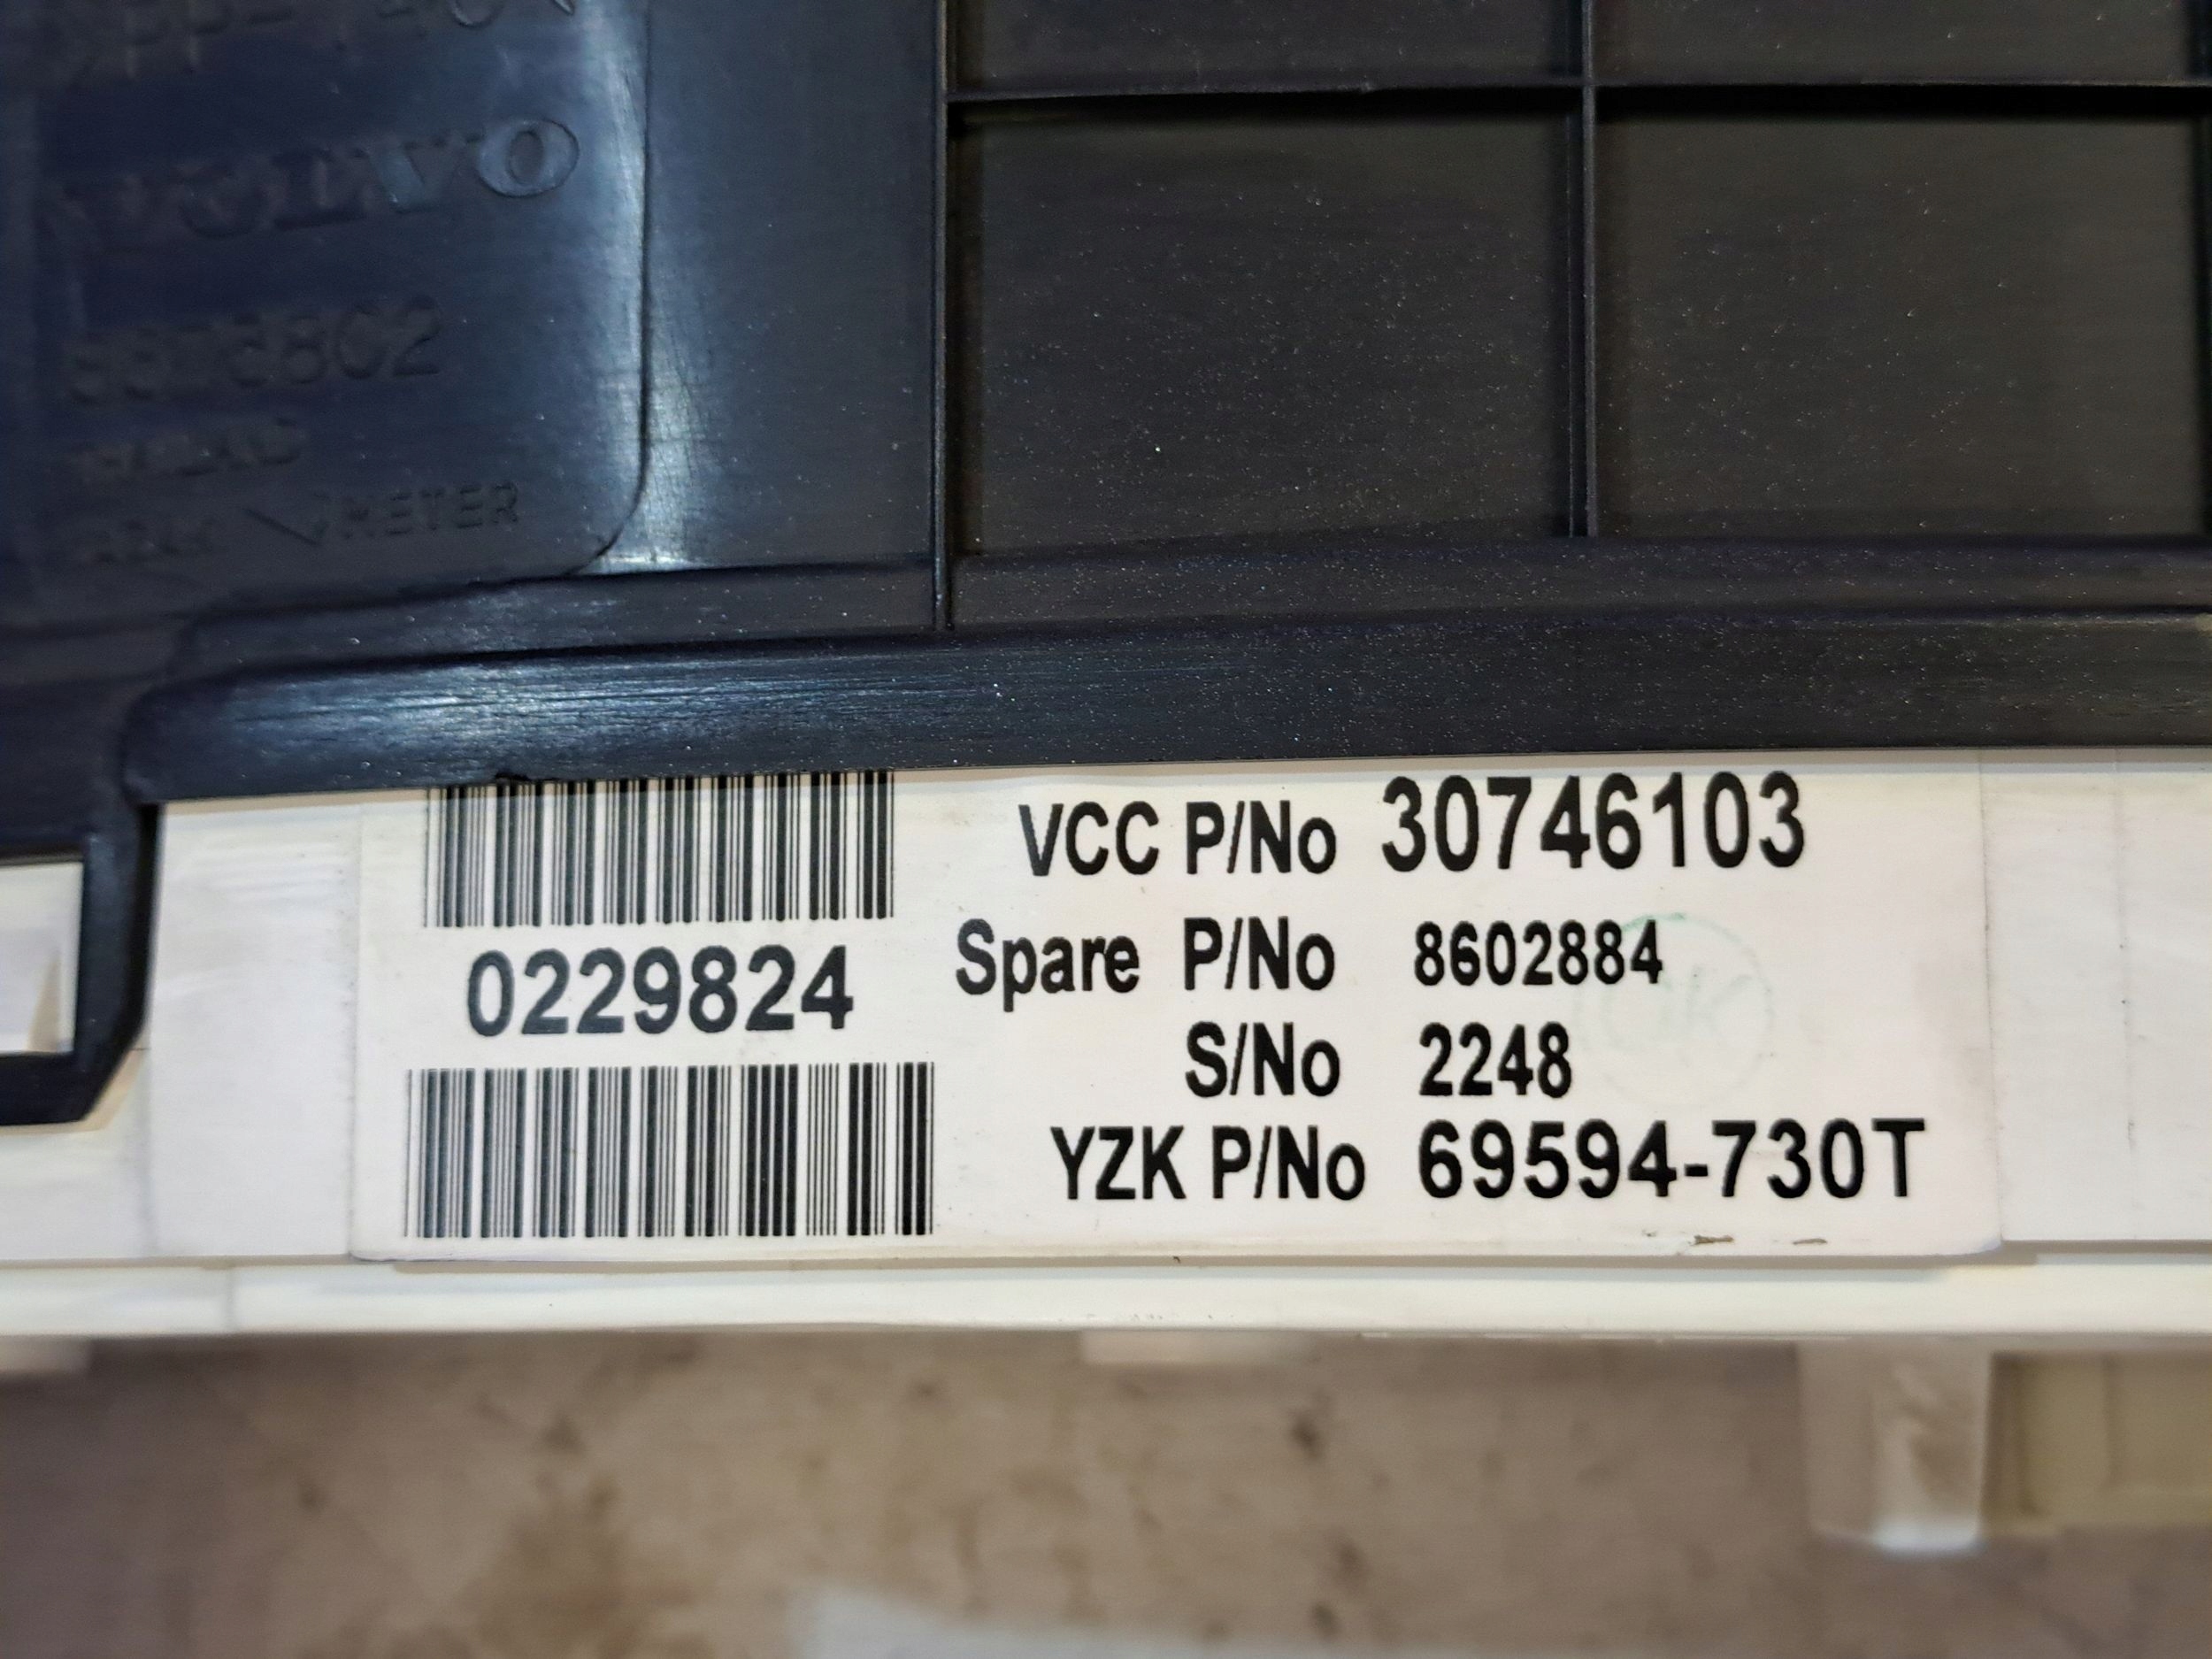 VOLVO
METER
0229824
VCC P/No 30746103
Spare P/No 8602884
S/No 2248
YZK P/No 69594-730T